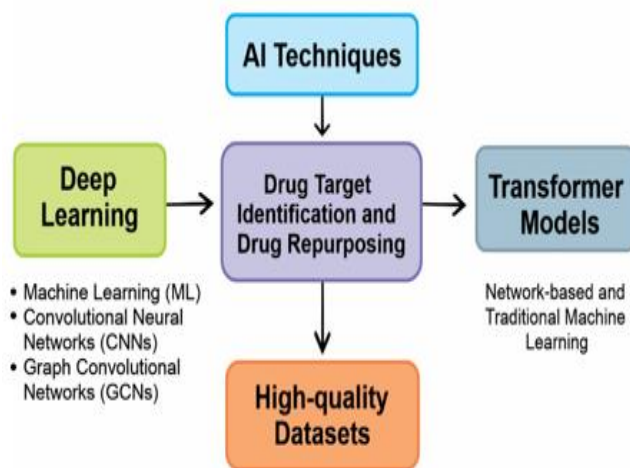 AI Techniques
Deep
Learning
Drug Target
Identification and
Drug Repurposing
Transformer
Models
• Machine Learning (ML)
• Convolutional Neural
Networks (CNNs)
• Graph Convolutional
Networks (GCNs)
Network-based and
Traditional Machine
Learning
High-quality
Datasets